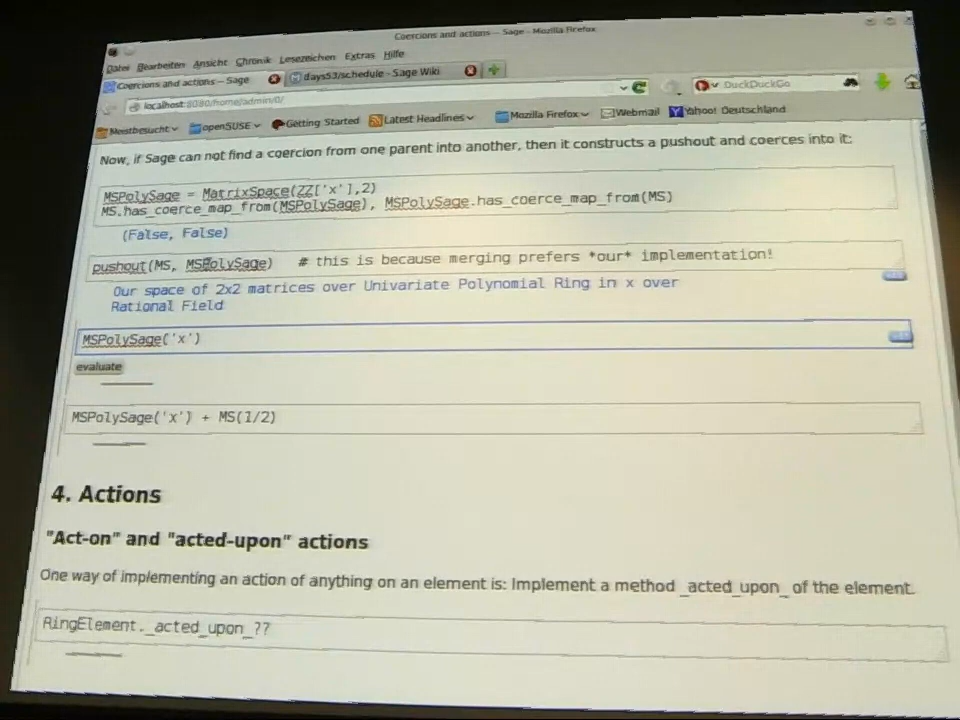 Coercions and actions -- Sage - Mozilla Firefox
Datei Bearbeiten Ansicht Chronik Lesezeichen Extras Hilfe
Coercions and actions -- Sage days53/schedule - Sage Wiki
localhost:8080/home/admin/0/ DuckDuckGo
Meistbesucht openSUSE Getting Started Latest Headlines Mozilla Firefox Webmail Yahoo! Deutschland
Now, if Sage can not find a coercion from one parent into another, then it constructs a pushout and coerces into it:
MSPolySage = MatrixSpace(ZZ['x'],2)
MS.has_coerce_map_from(MSPolySage), MSPolySage.has_coerce_map_from(MS)
(False, False)
pushout(MS, MSPolySage) # this is because merging prefers *our* implementation!
Our space of 2x2 matrices over Univariate Polynomial Ring in x over
Rational Field
MSPolySage('x')
evaluate
MSPolySage('x') + MS(1/2)
4. Actions
"Act-on" and "acted-upon" actions
One way of implementing an action of anything on an element is: Implement a method _acted_upon_ of the element.
RingElement._acted_upon_??